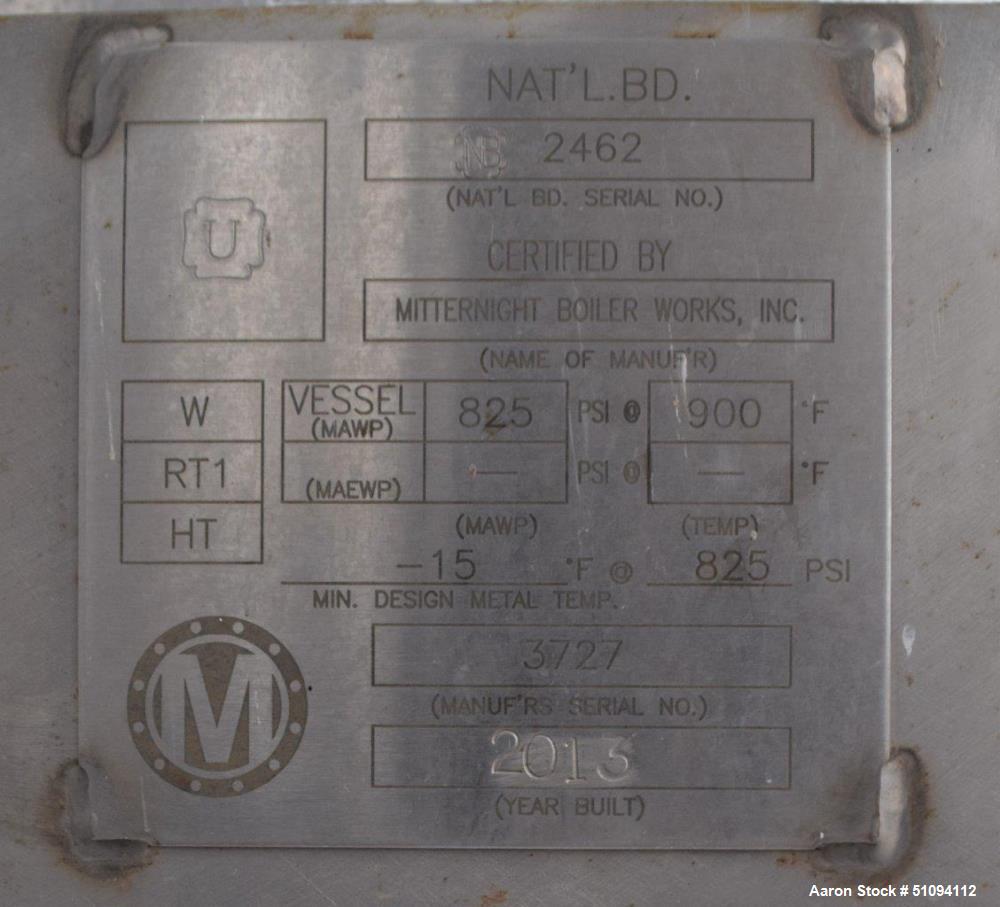 NAT'L.BD.
NB 2462
(NAT'L BD. SERIAL NO.)
U
CERTIFIED BY
MITTERNIGHT BOILER WORKS, INC.
(NAME OF MANUF'R)
W
VESSEL (MAWP) 825 PSI @ 900 °F
RT1
(MAEWP) — PSI @ — °F
HT
(MAWP) (TEMP)
-15 °F @ 825 PSI
MIN. DESIGN METAL TEMP.
M
3727
(MANUF'RS SERIAL NO.)
2013
(YEAR BUILT)
Aaron Stock # 51094112